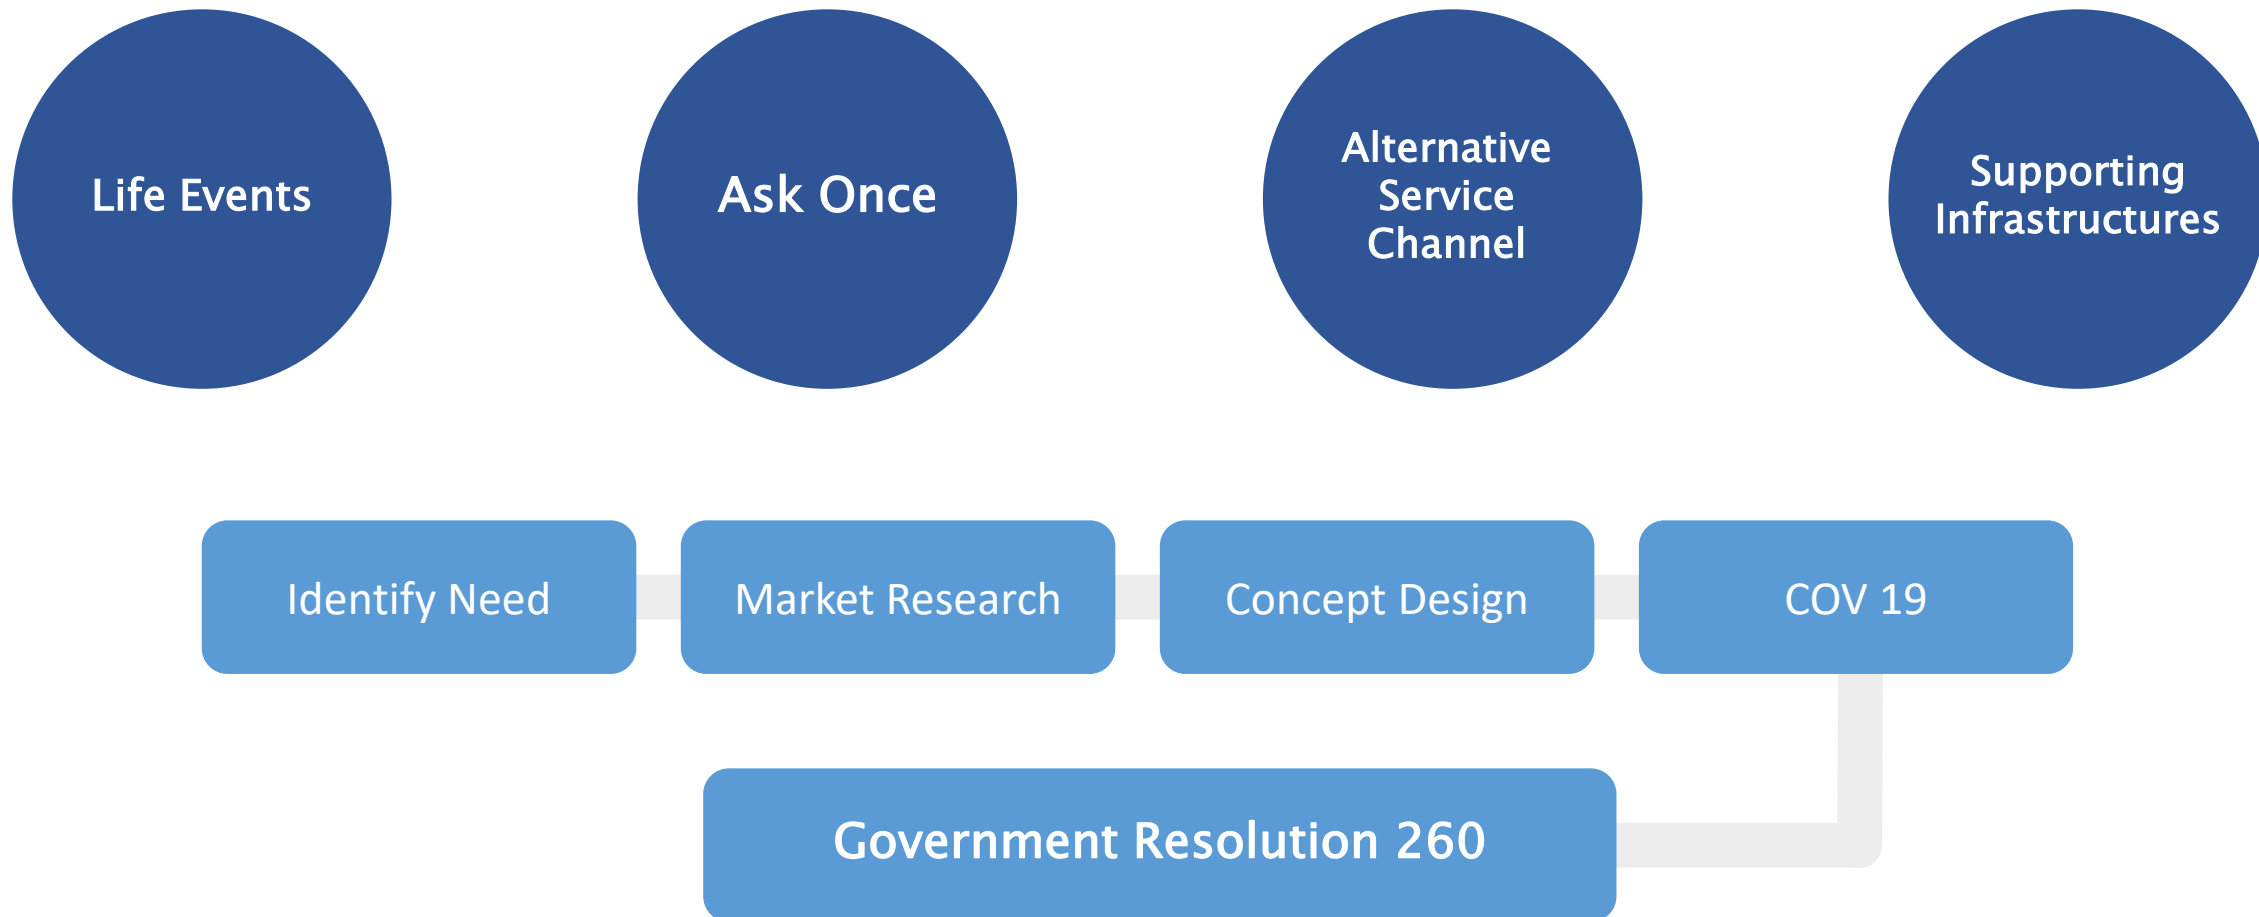 Life Events
Ask Once
Alternative
Service
Channel
Supporting
Infrastructures
Identify Need
Market Research
Concept Design
COV 19
Government Resolution 260